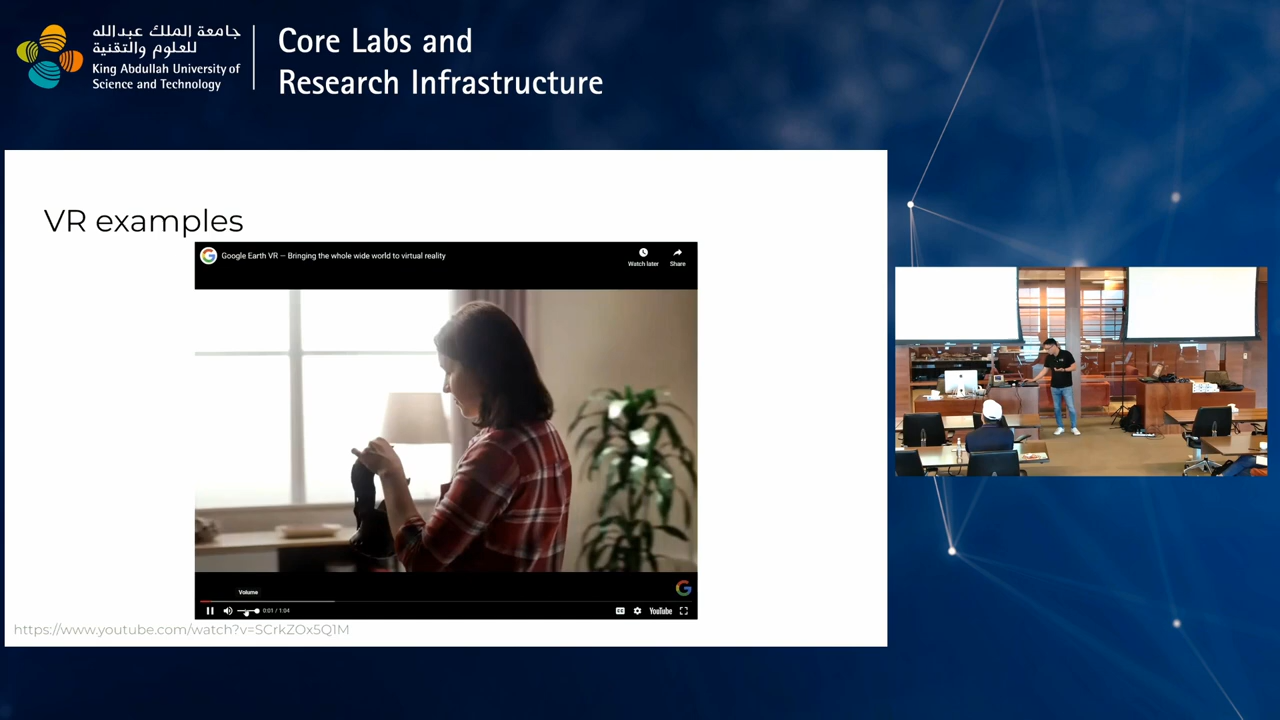 جامعة الملك عبدالله
للعلوم والتقنية
King Abdullah University of
Science and Technology
Core Labs and
Research Infrastructure
VR examples
Google Earth VR – Bringing the whole wide world to virtual reality
Watch later
Share
Volume
0:01 / 1:04
CC
YouTube
https://www.youtube.com/watch?v=SCrkZOx5Q1M